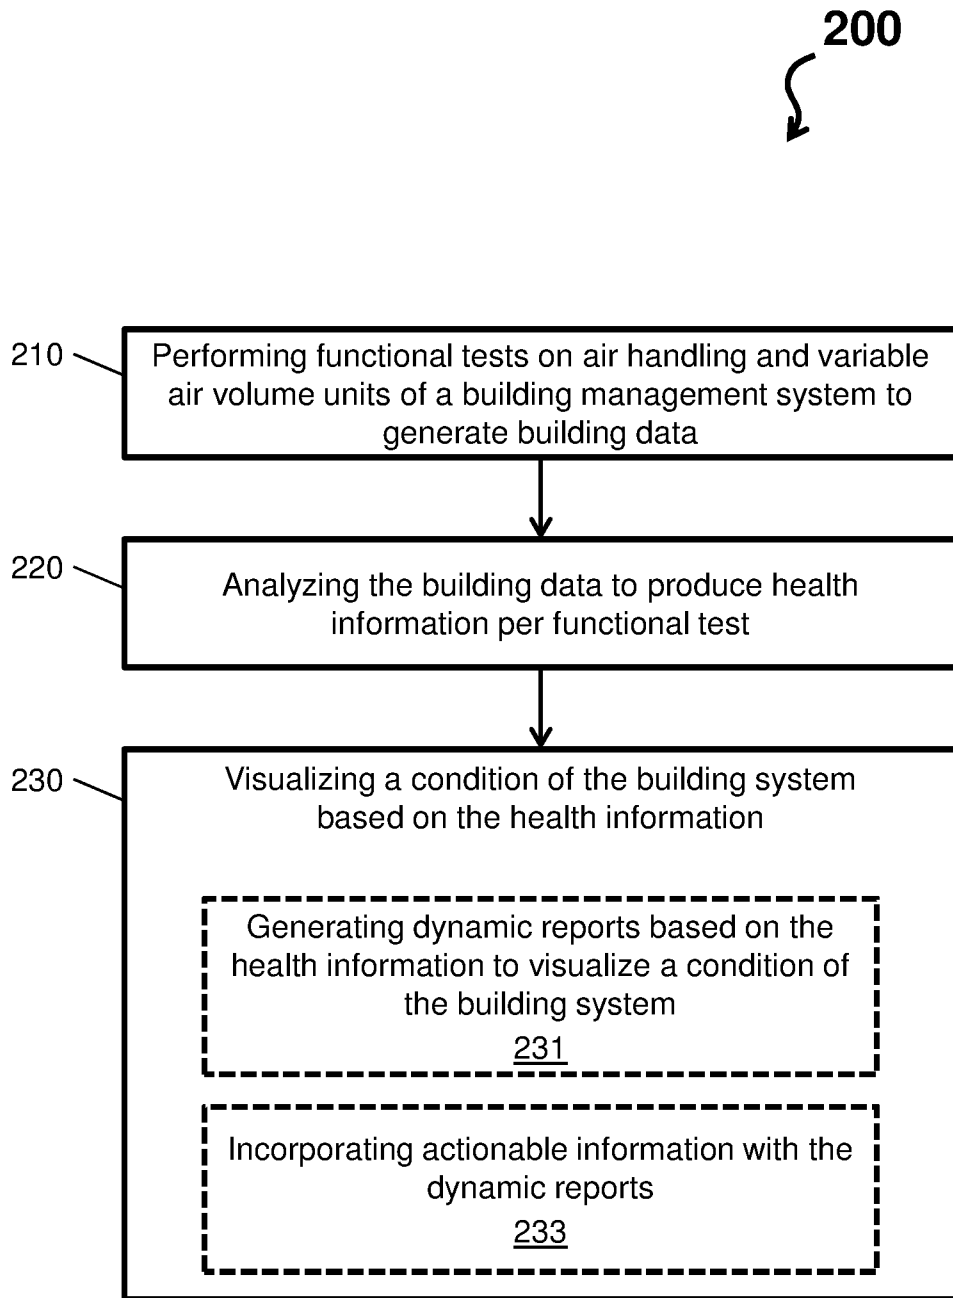 200
210
Performing functional tests on air handling and variable
air volume units of a building management system to
generate building data
220
Analyzing the building data to produce health
information per functional test
230
Visualizing a condition of the building system
based on the health information
Generating dynamic reports based on the
health information to visualize a condition of
the building system
231
Incorporating actionable information with the
dynamic reports
233